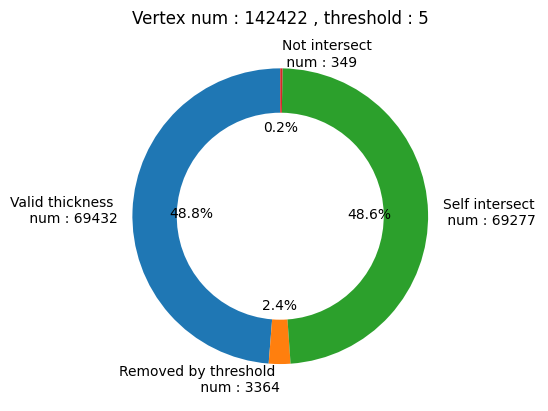 Vertex num : 142422 , threshold : 5
Not intersect
num : 349
0.2%
Valid thickness
num : 69432
48.8%
48.6%
Self intersect
num : 69277
2.4%
Removed by threshold
num : 3364